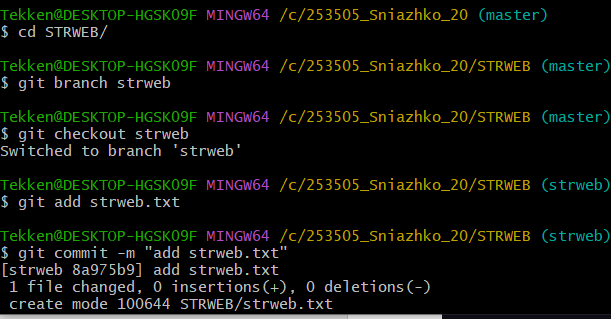 Tekken@DESKTOP-HGSK09F MINGW64 /c/253505_Sniazhko_20 (master)
$ cd STRWEB/
Tekken@DESKTOP-HGSK09F MINGW64 /c/253505_Sniazhko_20/STRWEB (master)
$ git branch strweb
Tekken@DESKTOP-HGSK09F MINGW64 /c/253505_Sniazhko_20/STRWEB (master)
$ git checkout strweb
Switched to branch 'strweb'
Tekken@DESKTOP-HGSK09F MINGW64 /c/253505_Sniazhko_20/STRWEB (strweb)
$ git add strweb.txt
Tekken@DESKTOP-HGSK09F MINGW64 /c/253505_Sniazhko_20/STRWEB (strweb)
$ git commit -m "add strweb.txt"
[strweb 8a975b9] add strweb.txt
 1 file changed, 0 insertions(+), 0 deletions(-)
 create mode 100644 STRWEB/strweb.txt